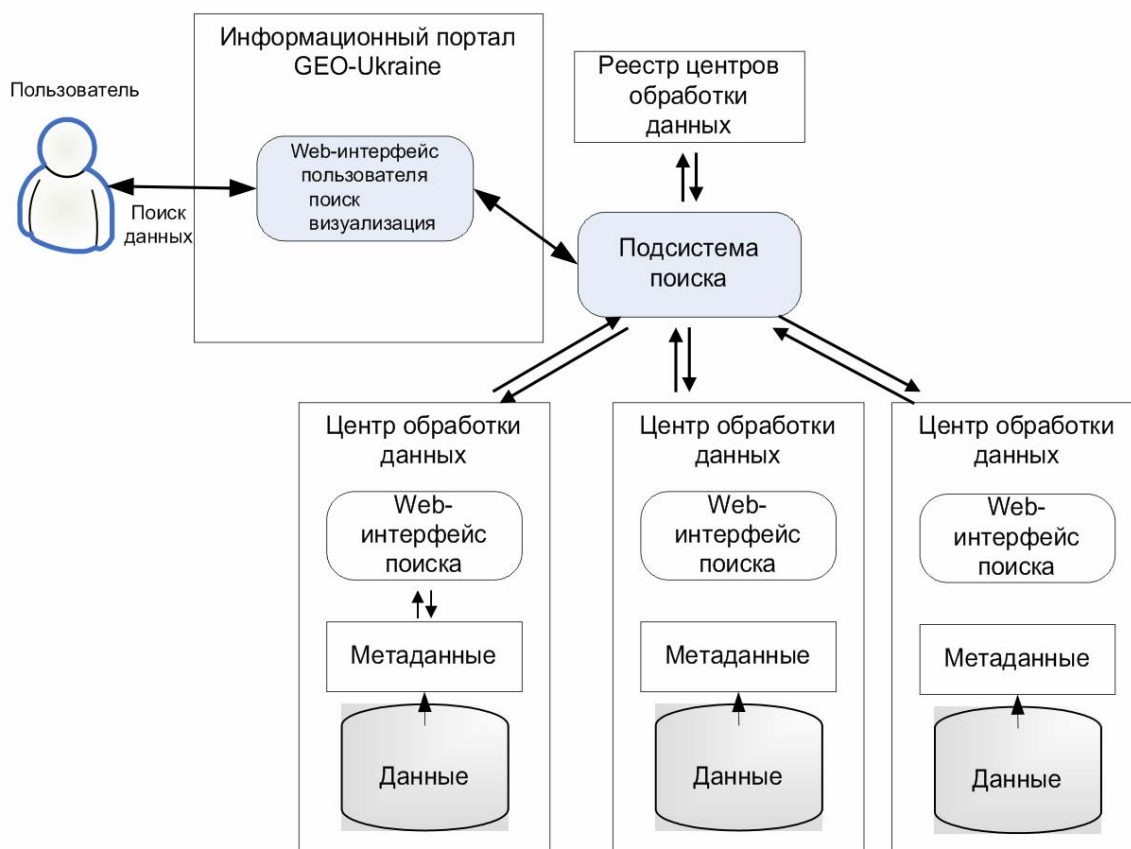 Информационный портал
GEO-Ukraine
Реестр центров
обработки
данных
Пользователь
Web-интерфейс
пользователя
поиск
визуализация
Поиск
данных
Подсистема
поиска
Центр обработки
данных
Web-
интерфейс
поиска
Метаданные
Данные
Центр обработки
данных
Web-
интерфейс
поиска
Метаданные
Данные
Центр обработки
данных
Web-
интерфейс
поиска
Метаданные
Данные